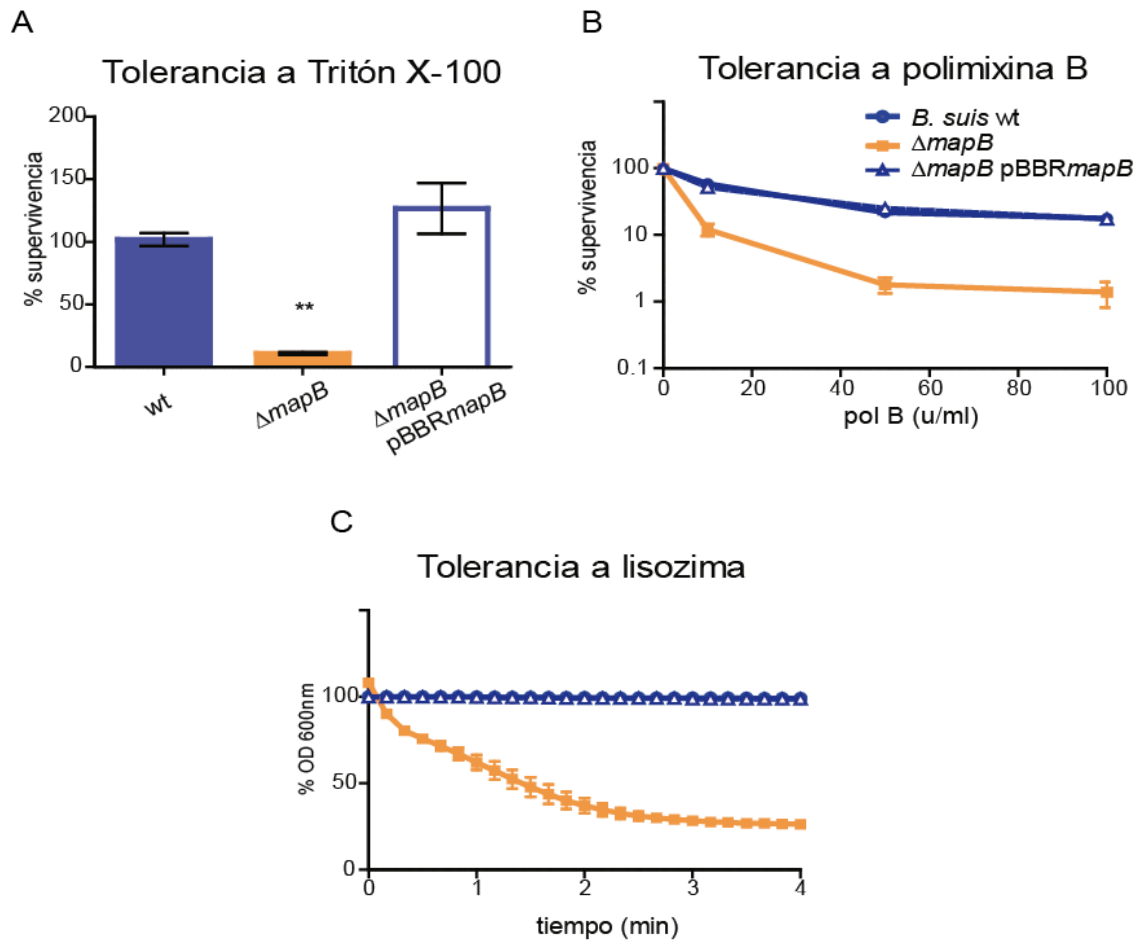 A
Tolerancia a Tritón X-100
% supervivencia
200
150
100
50
0
**
wt
ΔmapB
ΔmapB
pBBRmapB
B
Tolerancia a polimixina B
B. suis wt
ΔmapB
ΔmapB pBBRmapB
% supervivencia
100
10
1
0.1
0 20 40 60 80 100
pol B (u/ml)
C
Tolerancia a lisozima
% OD 600nm
100
50
0
0 1 2 3 4
tiempo (min)